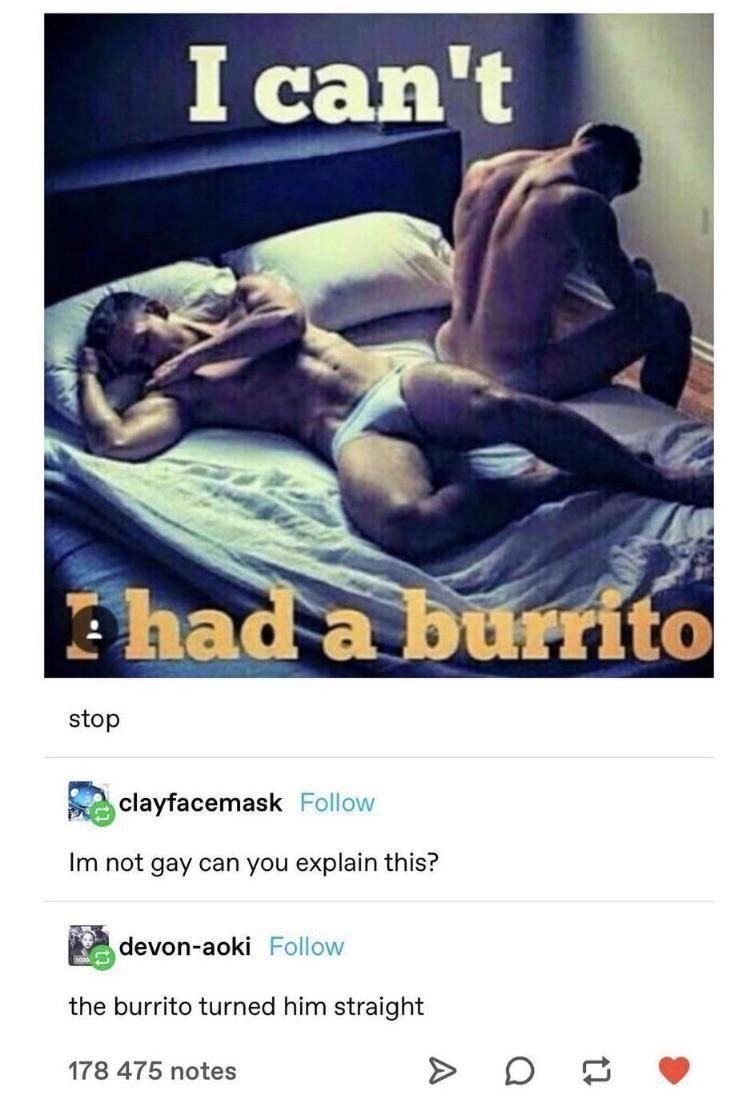 I can't
I had a burrito
stop
clayfacemask Follow
Im not gay can you explain this?
devon-aoki Follow
the burrito turned him straight
178 475 notes